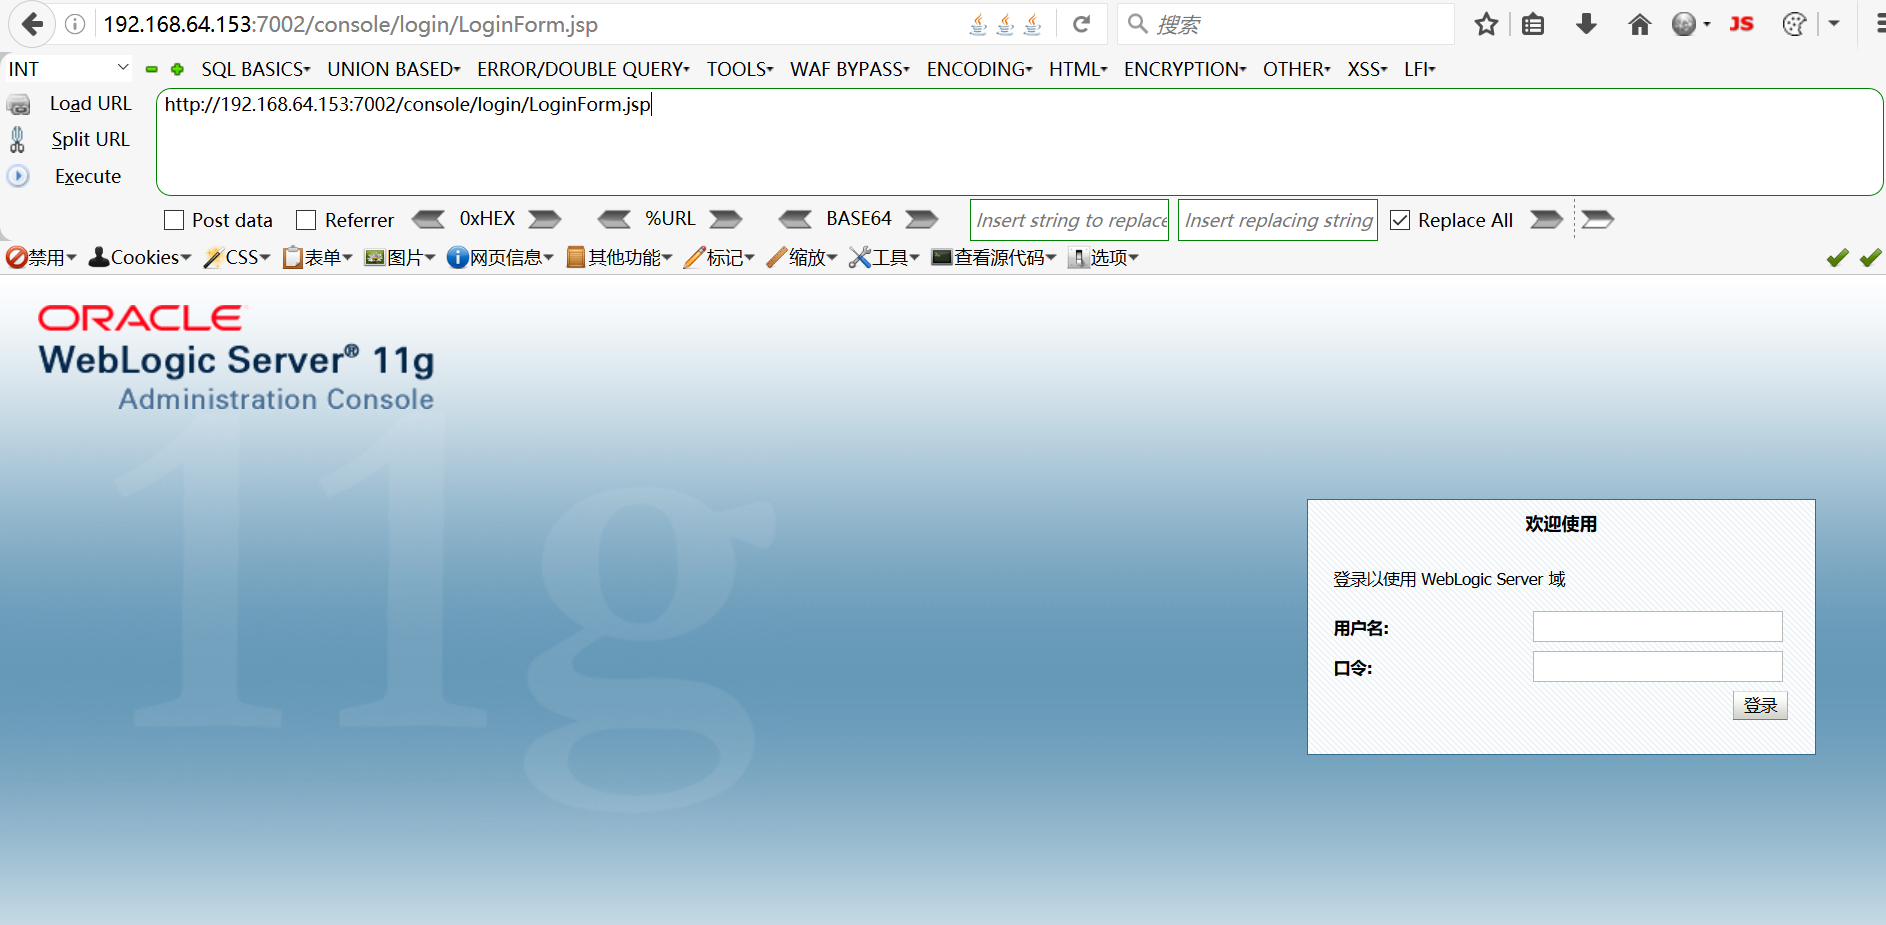 192.168.64.153:7002/console/login/LoginForm.jsp
搜索
JS
INT
SQL BASICS UNION BASED ERROR/DOUBLE QUERY TOOLS WAF BYPASS ENCODING HTML ENCRYPTION OTHER XSS LFI
Load URL
http://192.168.64.153:7002/console/login/LoginForm.jsp
Split URL
Execute
Post data Referrer 0xHEX %URL BASE64 Insert string to replace Insert replacing string Replace All
禁用 Cookies CSS 表单 图片 网页信息 其他功能 标记 缩放 工具 查看源代码 选项
ORACLE
WebLogic Server® 11g
Administration Console
11g
欢迎使用
登录以使用 WebLogic Server 域
用户名:
口令:
登录